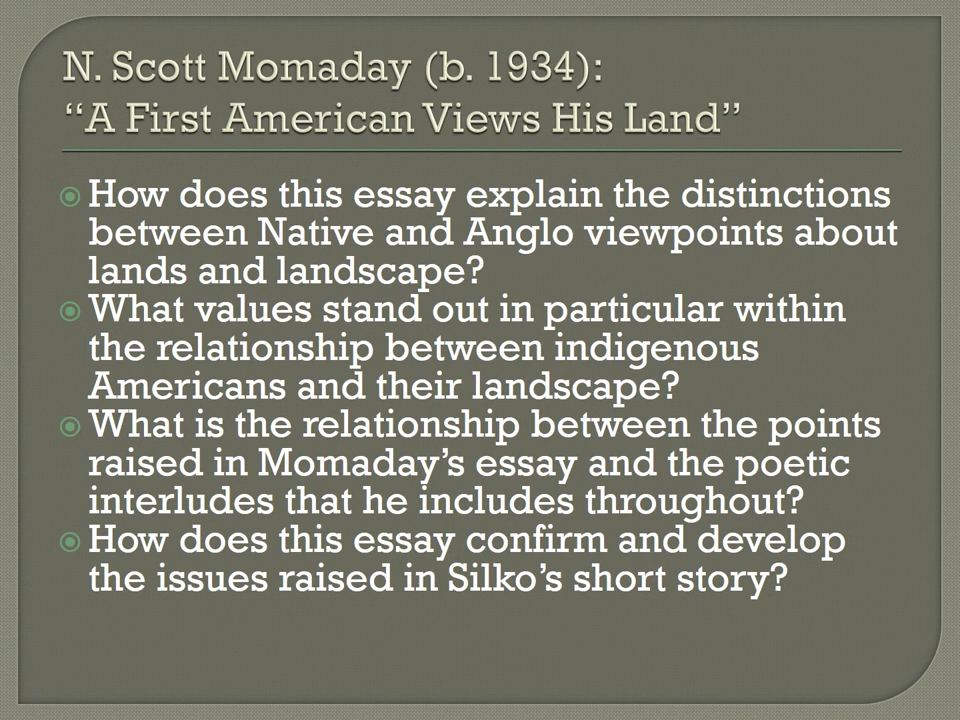 N. Scott Momaday (b. 1934):
“A First American Views His Land”
How does this essay explain the distinctions
between Native and Anglo viewpoints about
lands and landscape?
What values stand out in particular within
the relationship between indigenous
Americans and their landscape?
What is the relationship between the points
raised in Momaday’s essay and the poetic
interludes that he includes throughout?
How does this essay confirm and develop
the issues raised in Silko’s short story?